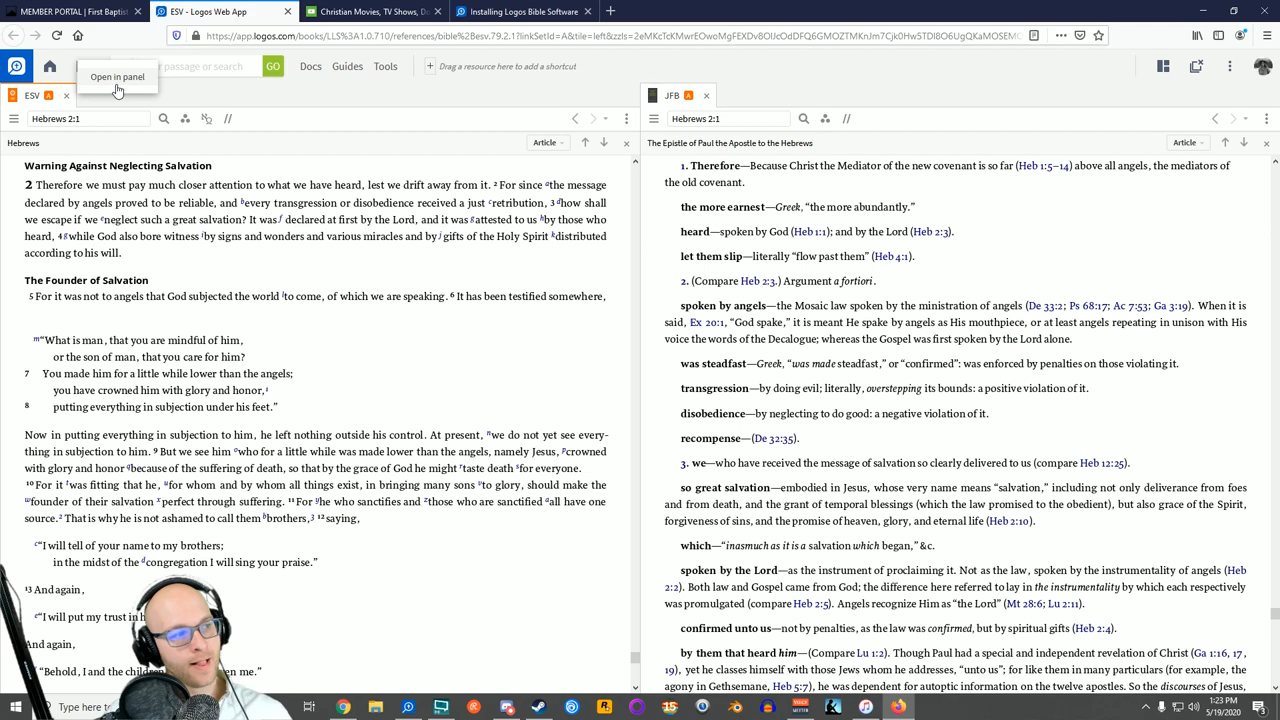 MEMBER PORTAL | First Baptist
ESV - Logos Web App
Christian Movies, TV Shows, Do
Installing Logos Bible Software
Open in panel
passage or search
GO
Docs
Guides
Tools
Drag a resource here to add a shortcut
ESV A
JFB A
Hebrews 2:1
Hebrews 2:1
Hebrews
Article
The Epistle of Paul the Apostle to the Hebrews
Article
Warning Against Neglecting Salvation
2 Therefore we must pay much closer attention to what we have heard, lest we drift away from it. 2 For since a the message
declared by angels proved to be reliable, and b every transgression or disobedience received a just c retribution, 3 d how shall
we escape if we e neglect such a great salvation? It was f declared at first by the Lord, and it was g attested to us h by those who
heard, 4 g while God also bore witness i by signs and wonders and various miracles and by j gifts of the Holy Spirit k distributed
according to his will.
The Founder of Salvation
5 For it was not to angels that God subjected the world l to come, of which we are speaking. 6 It has been testified somewhere,
m “What is man, that you are mindful of him,
or the son of man, that you care for him?
7 You made him for a little while lower than the angels;
you have crowned him with glory and honor, 1
8 putting everything in subjection under his feet.”
Now in putting everything in subjection to him, he left nothing outside his control. At present, n we do not yet see every-
thing in subjection to him. 9 But we see him o who for a little while was made lower than the angels, namely Jesus, p crowned
with glory and honor q because of the suffering of death, so that by the grace of God he might r taste death s for everyone.
10 For it t was fitting that he, u for whom and by whom all things exist, in bringing many sons v to glory, should make the
w founder of their salvation x perfect through suffering. 11 For y he who sanctifies and z those who are sanctified a all have one
source. 2 That is why he is not ashamed to call them b brothers, 3 12 saying,
c “I will tell of your name to my brothers;
in the midst of the d congregation I will sing your praise.”
13 And again,
e “I will put my trust in h
And again,
“Behold, I and the children en me.”
1. Therefore—Because Christ the Mediator of the new covenant is so far (Heb 1:5–14) above all angels, the mediators of
the old covenant.
the more earnest—Greek, “the more abundantly.”
heard—spoken by God (Heb 1:1); and by the Lord (Heb 2:3).
let them slip—literally “flow past them” (Heb 4:1).
2. (Compare Heb 2:3.) Argument a fortiori.
spoken by angels—the Mosaic law spoken by the ministration of angels (De 33:2; Ps 68:17; Ac 7:53; Ga 3:19). When it is
said, Ex 20:1, “God spake,” it is meant He spake by angels as His mouthpiece, or at least angels repeating in unison with His
voice the words of the Decalogue; whereas the Gospel was first spoken by the Lord alone.
was steadfast—Greek, “was made steadfast,” or “confirmed”: was enforced by penalties on those violating it.
transgression—by doing evil; literally, overstepping its bounds: a positive violation of it.
disobedience—by neglecting to do good: a negative violation of it.
recompense—(De 32:35).
3. we—who have received the message of salvation so clearly delivered to us (compare Heb 12:25).
so great salvation—embodied in Jesus, whose very name means “salvation,” including not only deliverance from foes
and from death, and the grant of temporal blessings (which the law promised to the obedient), but also grace of the Spirit,
forgiveness of sins, and the promise of heaven, glory, and eternal life (Heb 2:10).
which—“inasmuch as it is a salvation which began,” &c.
spoken by the Lord—as the instrument of proclaiming it. Not as the law, spoken by the instrumentality of angels (Heb
2:2). Both law and Gospel came from God; the difference here referred to lay in the instrumentality by which each respectively
was promulgated (compare Heb 2:5). Angels recognize Him as “the Lord” (Mt 28:6; Lu 2:11).
confirmed unto us—not by penalties, as the law was confirmed, but by spiritual gifts (Heb 2:4).
by them that heard him—(Compare Lu 1:2). Though Paul had a special and independent revelation of Christ (Ga 1:16, 17,
19), yet he classes himself with those Jews whom he addresses, “unto us”; for like them in many particulars (for example, the
agony in Gethsemane, Heb 5:7), he was dependent for autoptic information on the twelve apostles. So the discourses of Jesus,
Type here to
1:23 PM
5/19/2020